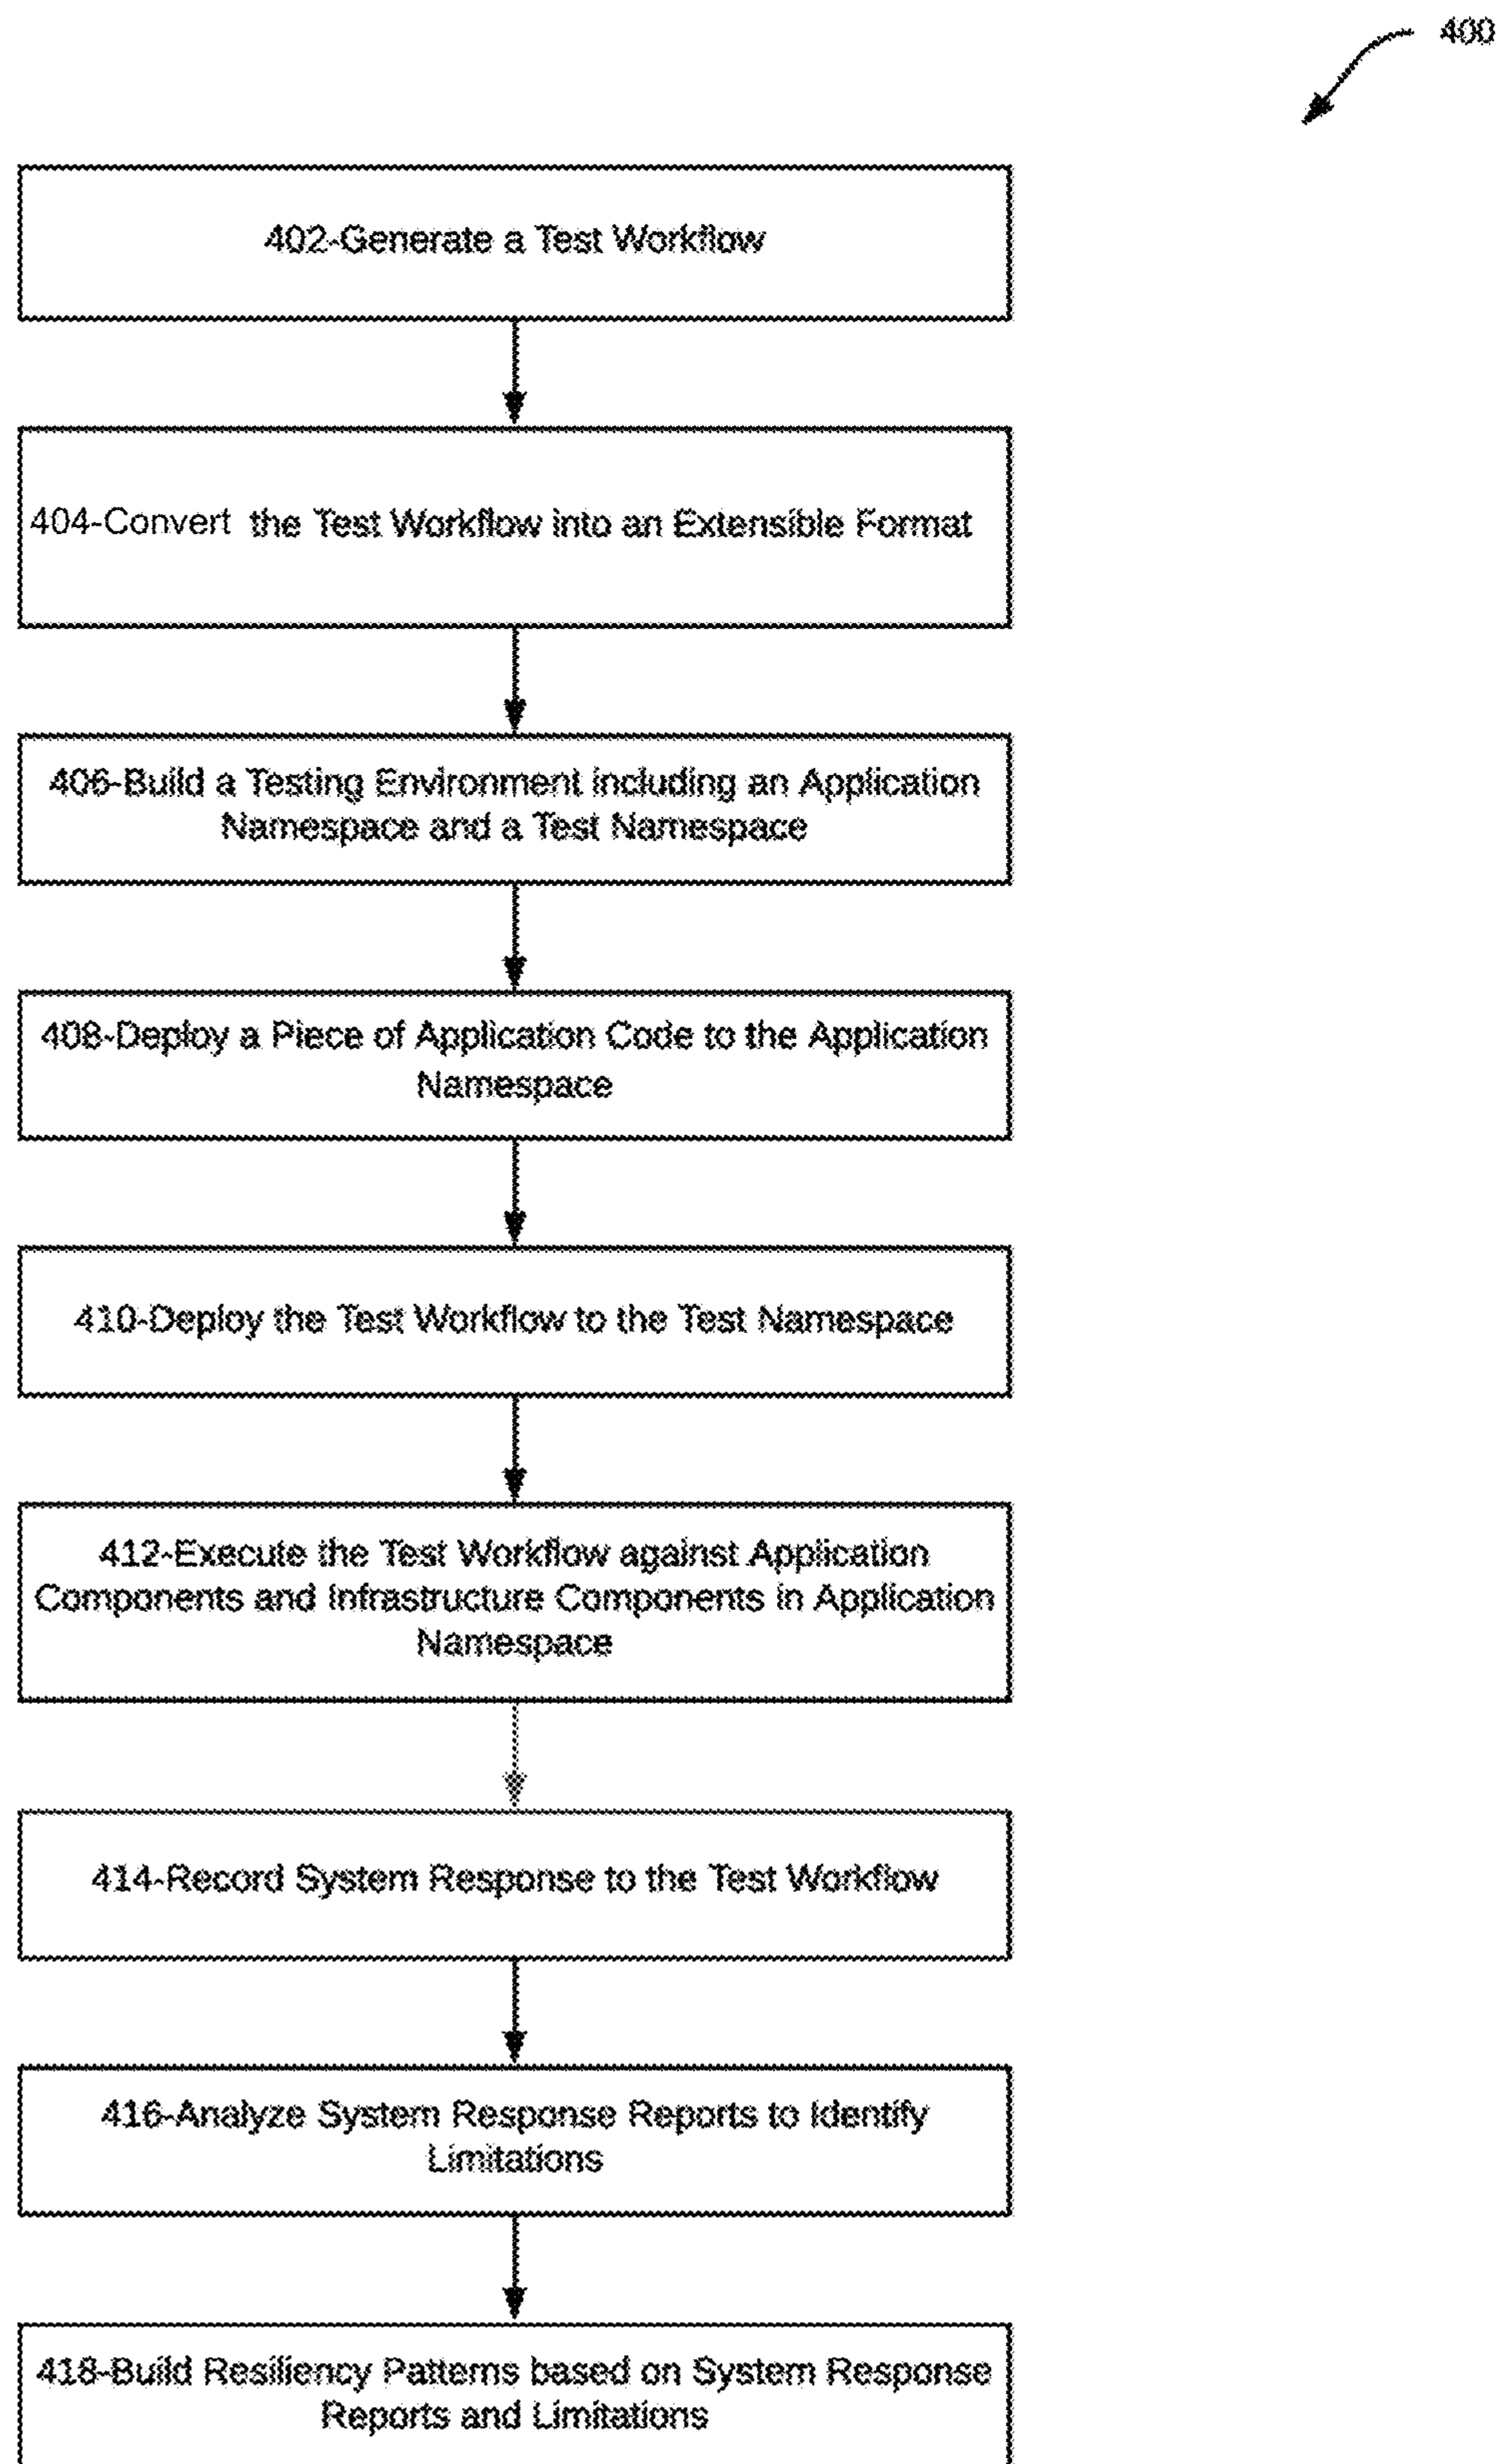 400
402-Generate a Test Workflow
404-Convert the Test Workflow into an Extensible Format
406-Build a Testing Environment including an Application
Namespace and a Test Namespace
408-Deploy a Piece of Application Code to the Application
Namespace
410-Deploy the Test Workflow to the Test Namespace
412-Execute the Test Workflow against Application
Components and Infrastructure Components in Application
Namespace
414-Record System Response to the Test Workflow
416-Analyze System Response Reports to Identify
Limitations
418-Build Resiliency Patterns based on System Response
Reports and Limitations